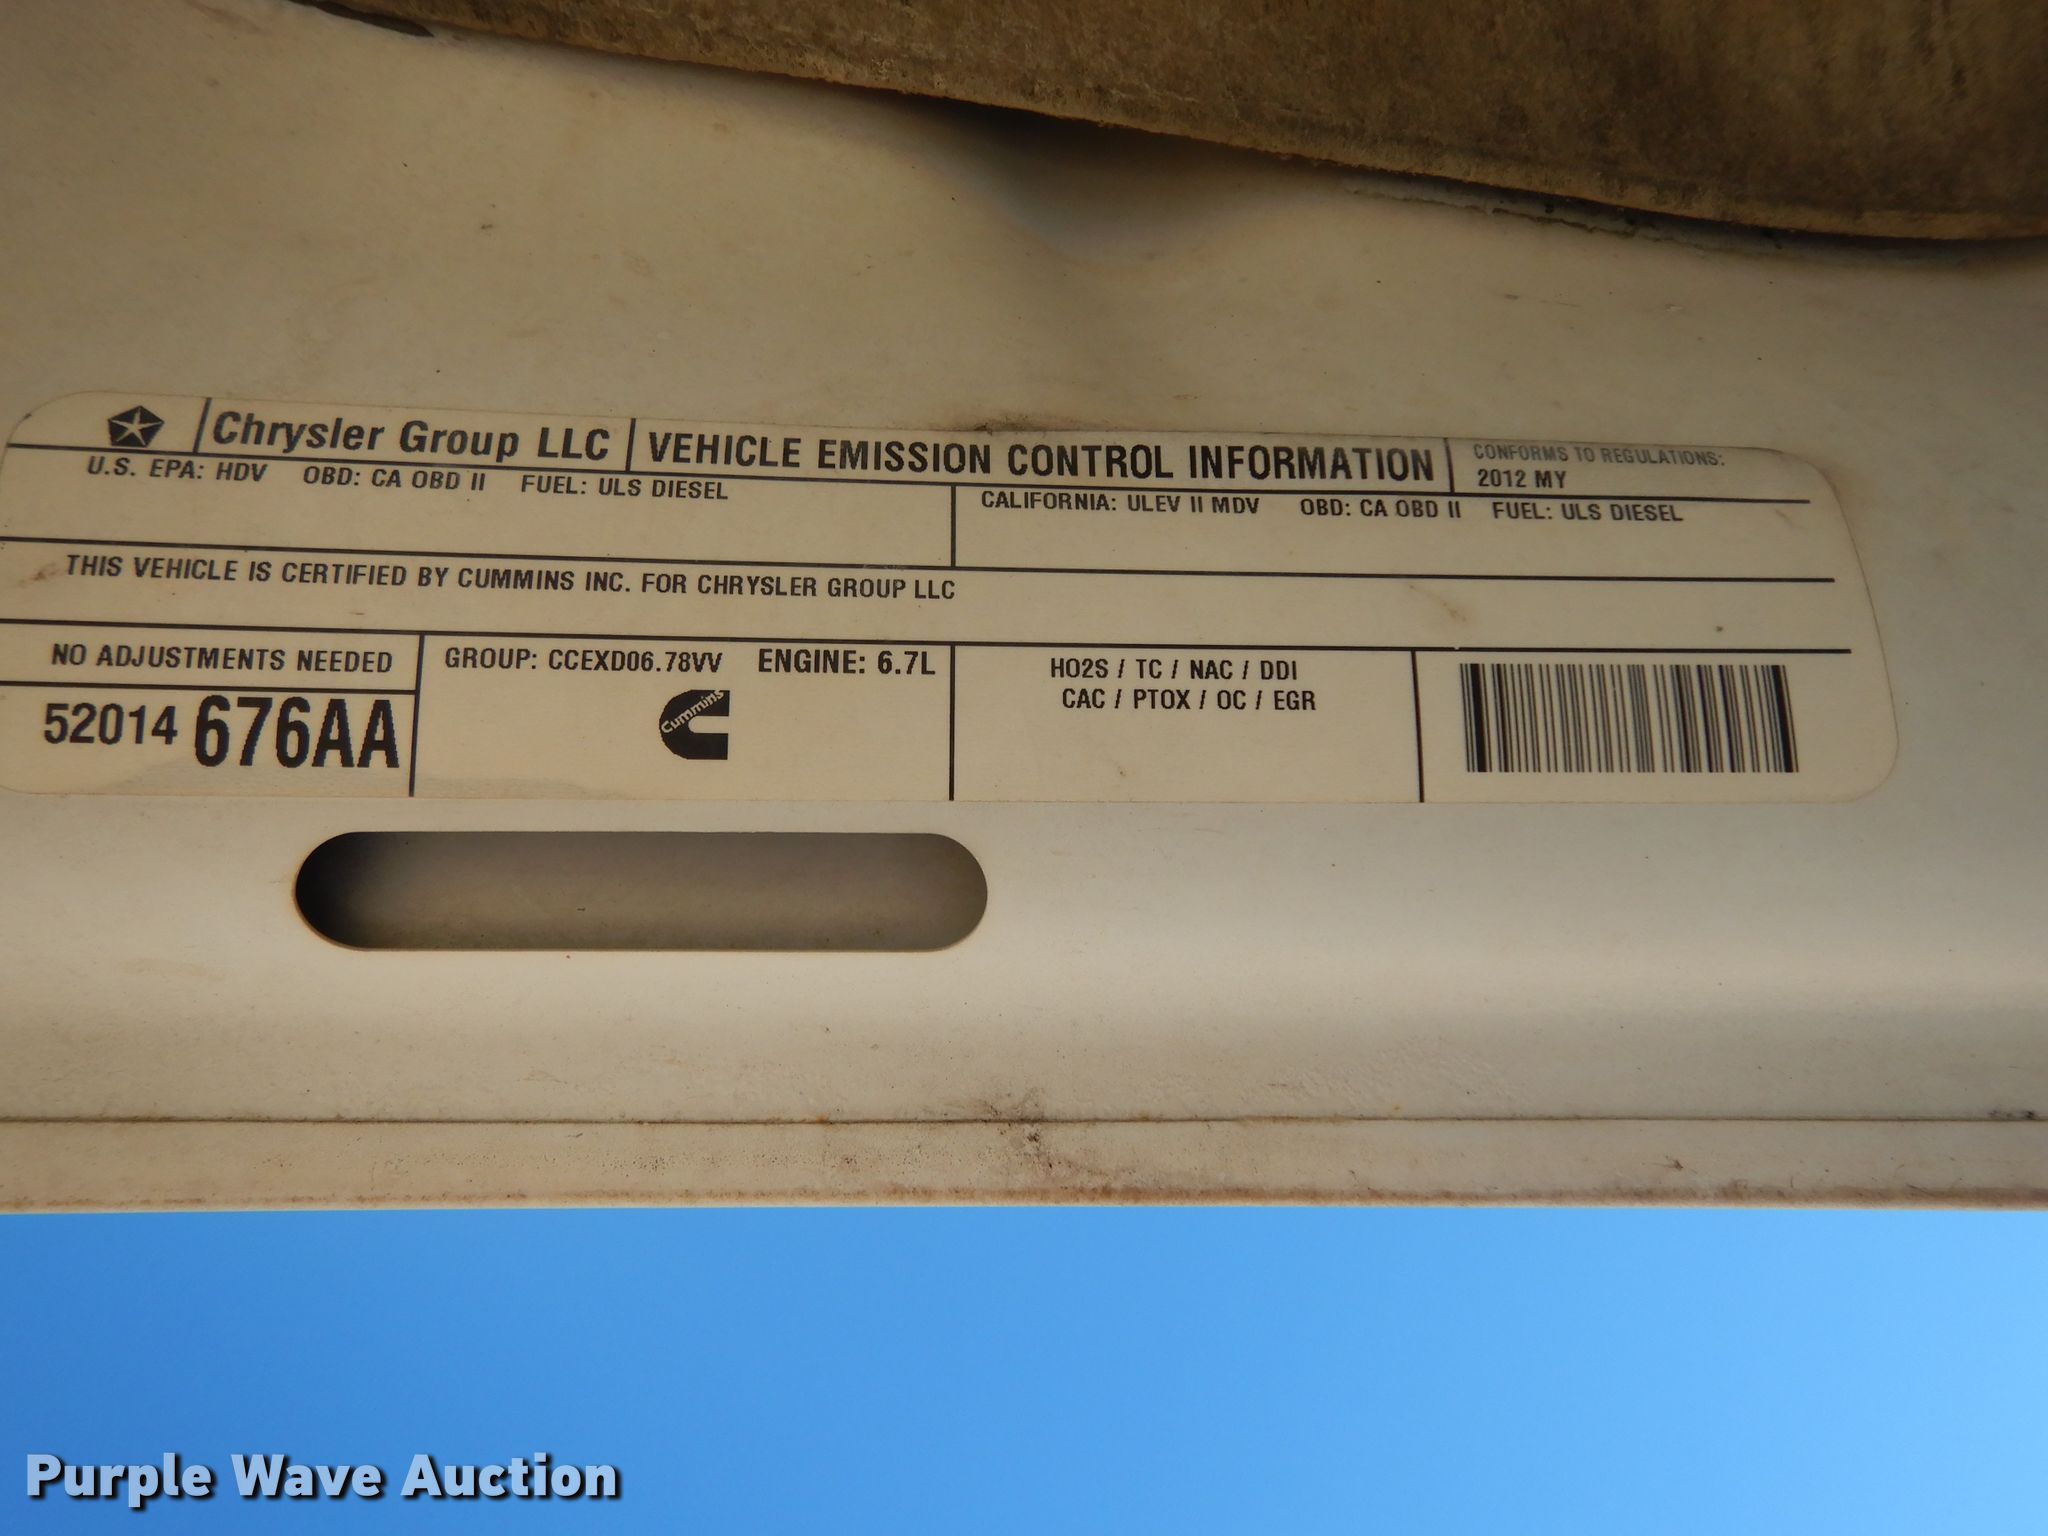 Chrysler Group LLC VEHICLE EMISSION CONTROL INFORMATION CONFORMS TO REGULATIONS:
2012 MY
U.S. EPA: HDV OBD: CA OBD II FUEL: ULS DIESEL
CALIFORNIA: ULEV II MDV OBD: CA OBD II FUEL: ULS DIESEL
THIS VEHICLE IS CERTIFIED BY CUMMINS INC. FOR CHRYSLER GROUP LLC
NO ADJUSTMENTS NEEDED
52014 676AA
GROUP: CCEXD06.78VV ENGINE: 6.7L
Cummins
HO2S / TC / NAC / DDI
CAC / PTOX / OC / EGR
Purple Wave Auction